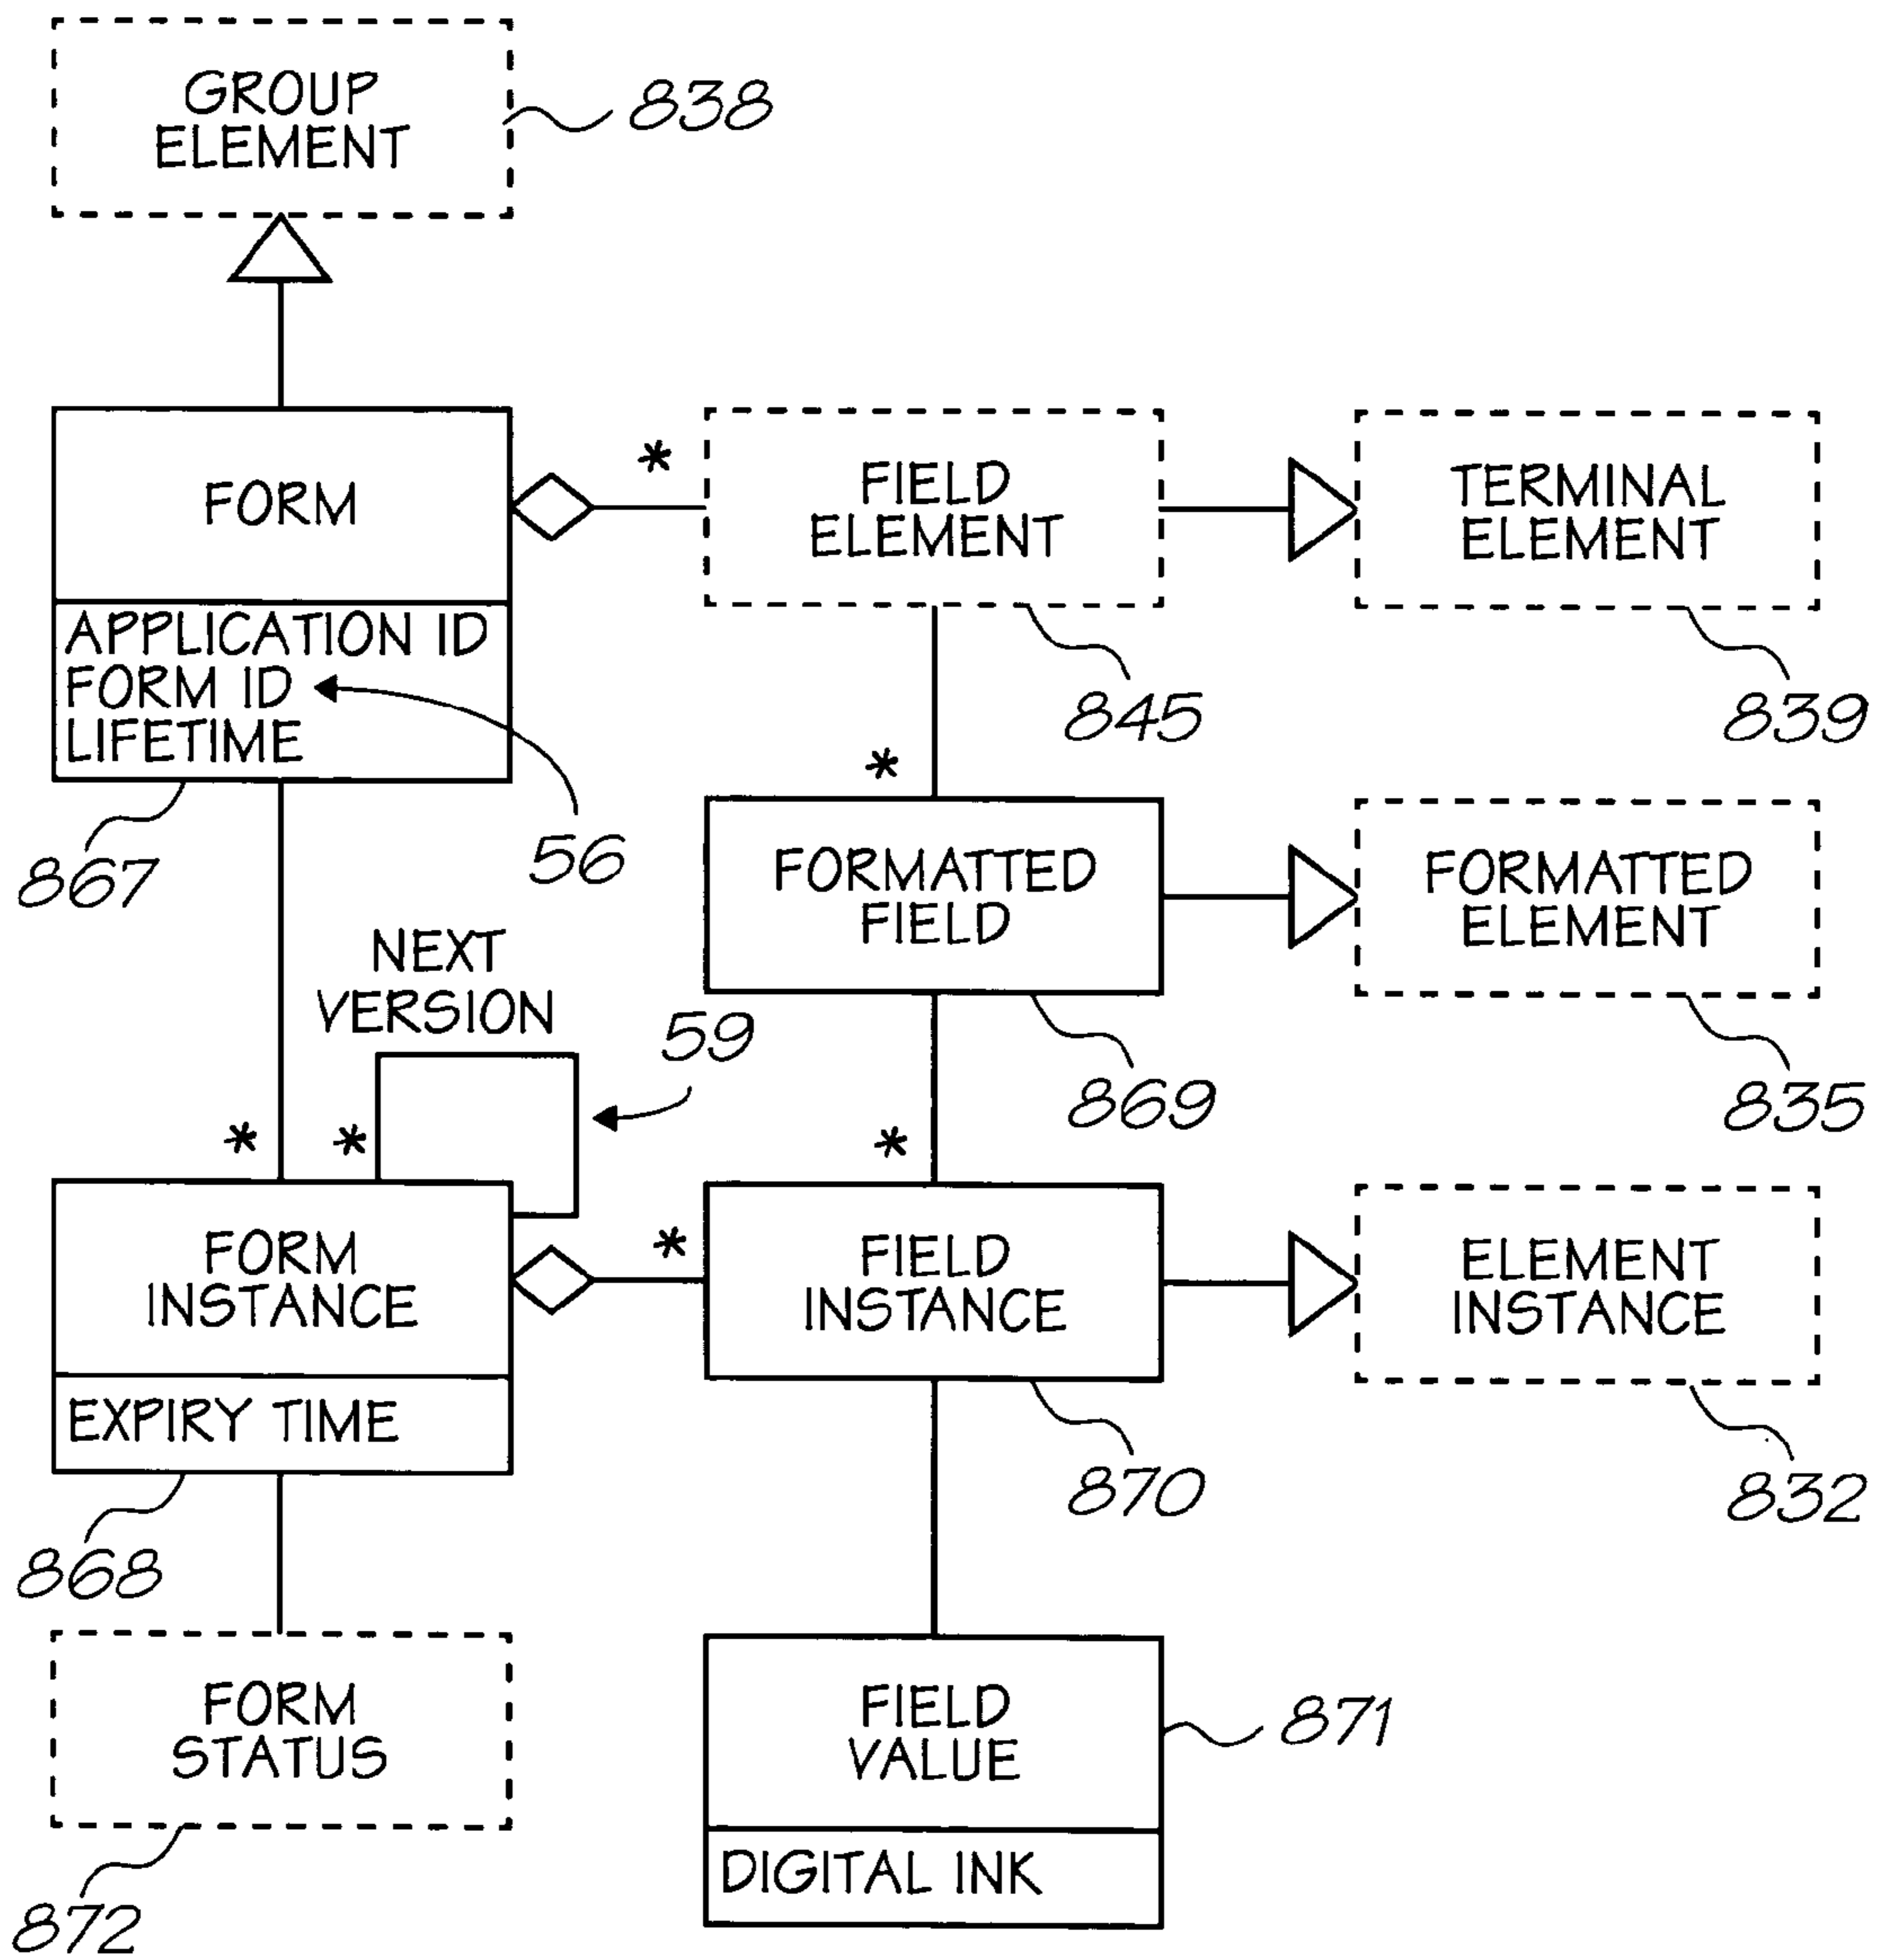 GROUP
ELEMENT
838
FORM
*
FIELD
ELEMENT
TERMINAL
ELEMENT
APPLICATION ID
FORM ID
LIFETIME
845
839
*
56
867
FORMATTED
FIELD
FORMATTED
ELEMENT
NEXT
VERSION
59
869
835
*
*
*
FORM
INSTANCE
*
FIELD
INSTANCE
ELEMENT
INSTANCE
EXPIRY TIME
870
832
868
FORM
STATUS
FIELD
VALUE
871
DIGITAL INK
872